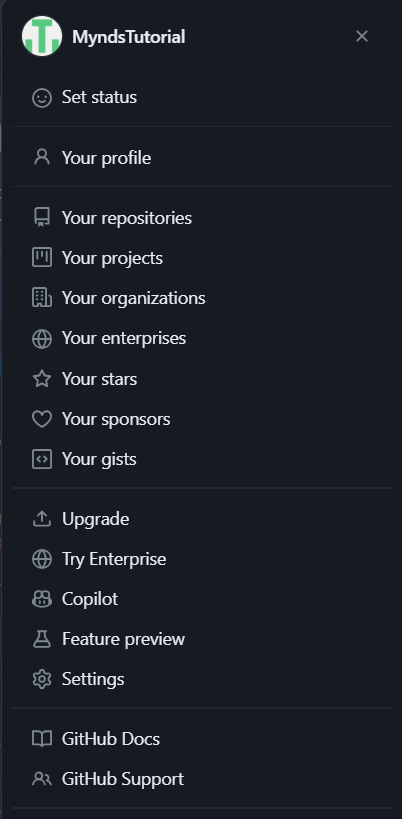 MyndsTutorial
Set status
Your profile
Your repositories
Your projects
Your organizations
Your enterprises
Your stars
Your sponsors
Your gists
Upgrade
Try Enterprise
Copilot
Feature preview
Settings
GitHub Docs
GitHub Support